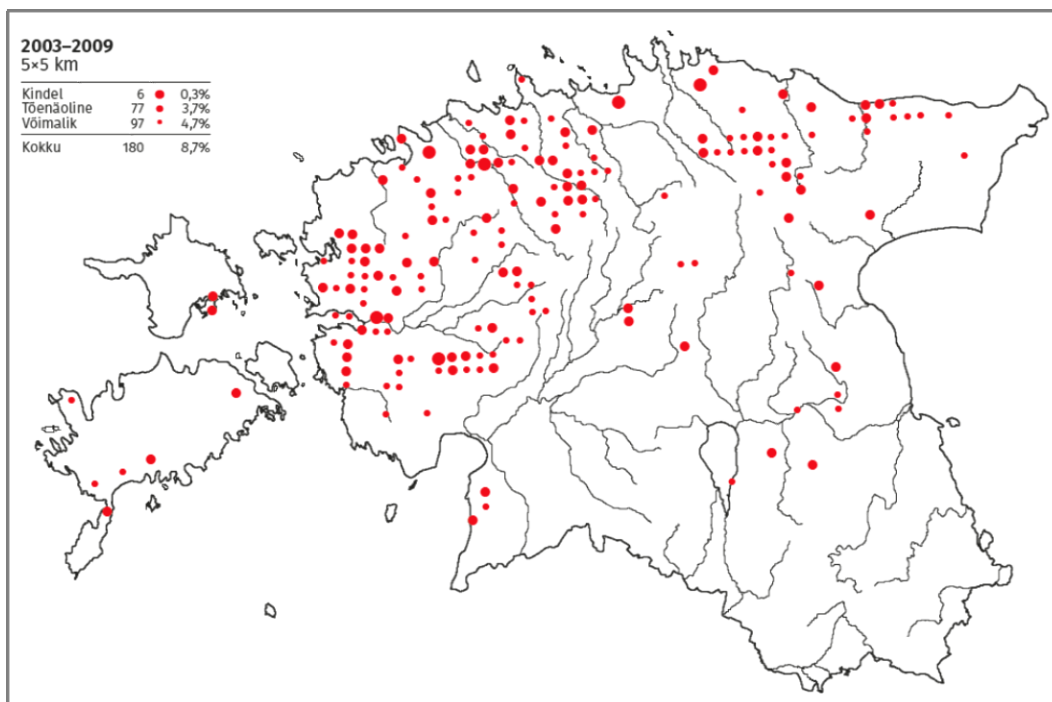 2003–2009
5×5 km
Kindel 6 0,3%
Tõenäoline 77 3,7%
Võimalik 97 4,7%
Kokku 180 8,7%